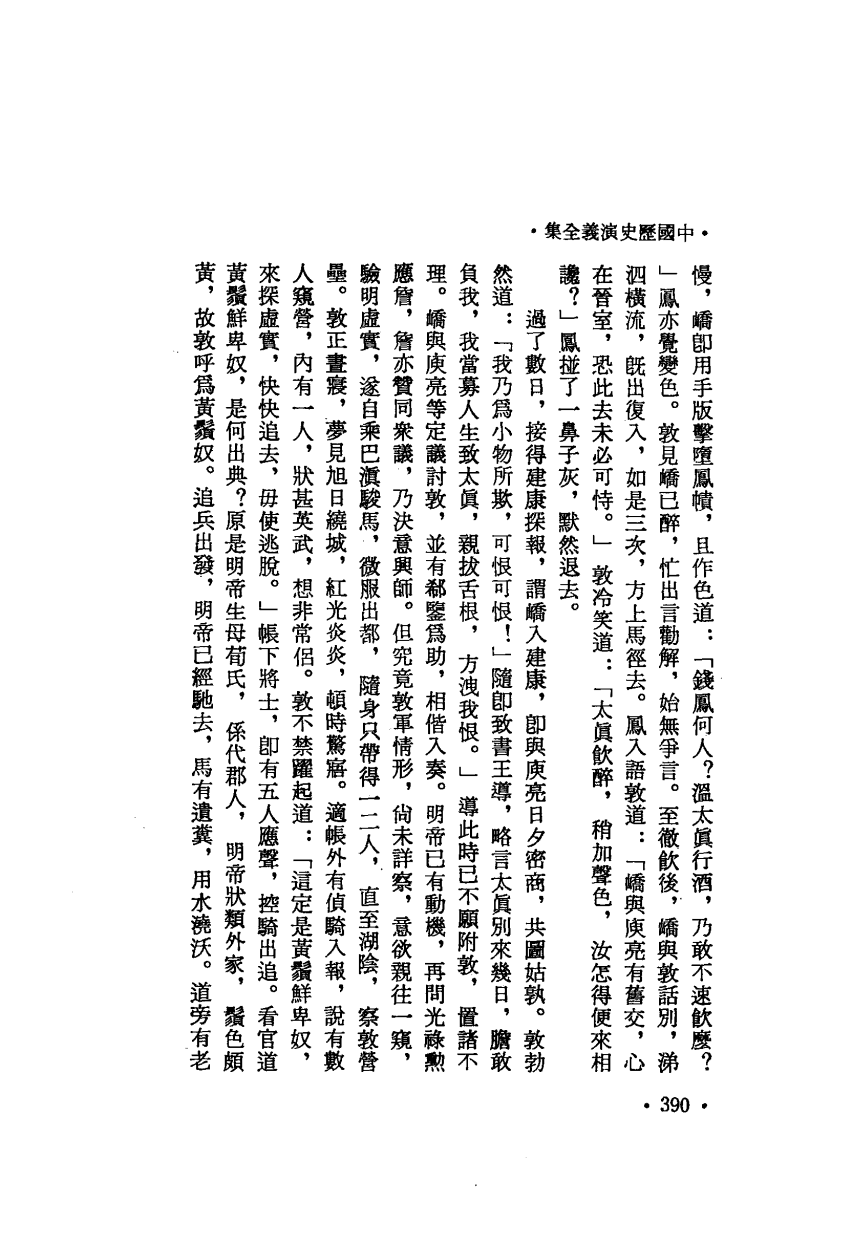 ·中國歷史演義全集·
慢，嶠卽用手版擊墮鳳幘，且作色道：「錢鳳何人？溫太眞行酒，乃敢不速飮麼？
」鳳亦覺變色。敦見嶠已醉，忙出言勸解，始無爭言。至徹飮後，嶠與敦話別，涕
泗橫流，旣出復入，如是三次，方上馬徑去。鳳入語敦道：「嶠與庾亮有舊交，心
在晉室，恐此去未必可恃。」敦冷笑道：「太眞飮醉，稍加聲色，汝怎得便來相
讒？」鳳碰了一鼻子灰，默然退去。
過了數日，接得建康探報，謂嶠入建康，卽與庾亮日夕密商，共圖姑孰。敦勃
然道：「我乃爲小物所欺，可恨可恨！」隨卽致書王導，略言太眞別來幾日，膽敢
負我，我當募人生致太眞，親拔舌根，方洩我恨。」導此時已不願附敦，置諸不
理。嶠與庾亮等定議討敦，並有郗鑒爲助，相偕入奏。明帝已有動機，再問光祿勳
應詹，詹亦贊同衆議，乃決意興師。但究竟敦軍情形，尙未詳察，意欲親往一窺，
驗明虛實，遂自乘巴滇駿馬，微服出都，隨身只帶得一二人，直至湖陰，察敦營
壘。敦正晝寢，夢見旭日繞城，紅光炎炎，頓時驚寤。適帳外有偵騎入報，說有數
人窺營，內有一人，狀甚英武，想非常侶。敦不禁躍起道：「這定是黃鬚鮮卑奴，
來探虛實，快快追去，毋使逃脫。」帳下將士，卽有五人應聲，控騎出追。看官道
黃鬚鮮卑奴，是何出典？原是明帝生母荀氏，係代郡人，明帝狀類外家，鬚色頗
黃，故敦呼爲黃鬚奴。追兵出發，明帝已經馳去，馬有遺糞，用水澆沃。道旁有老
·390·